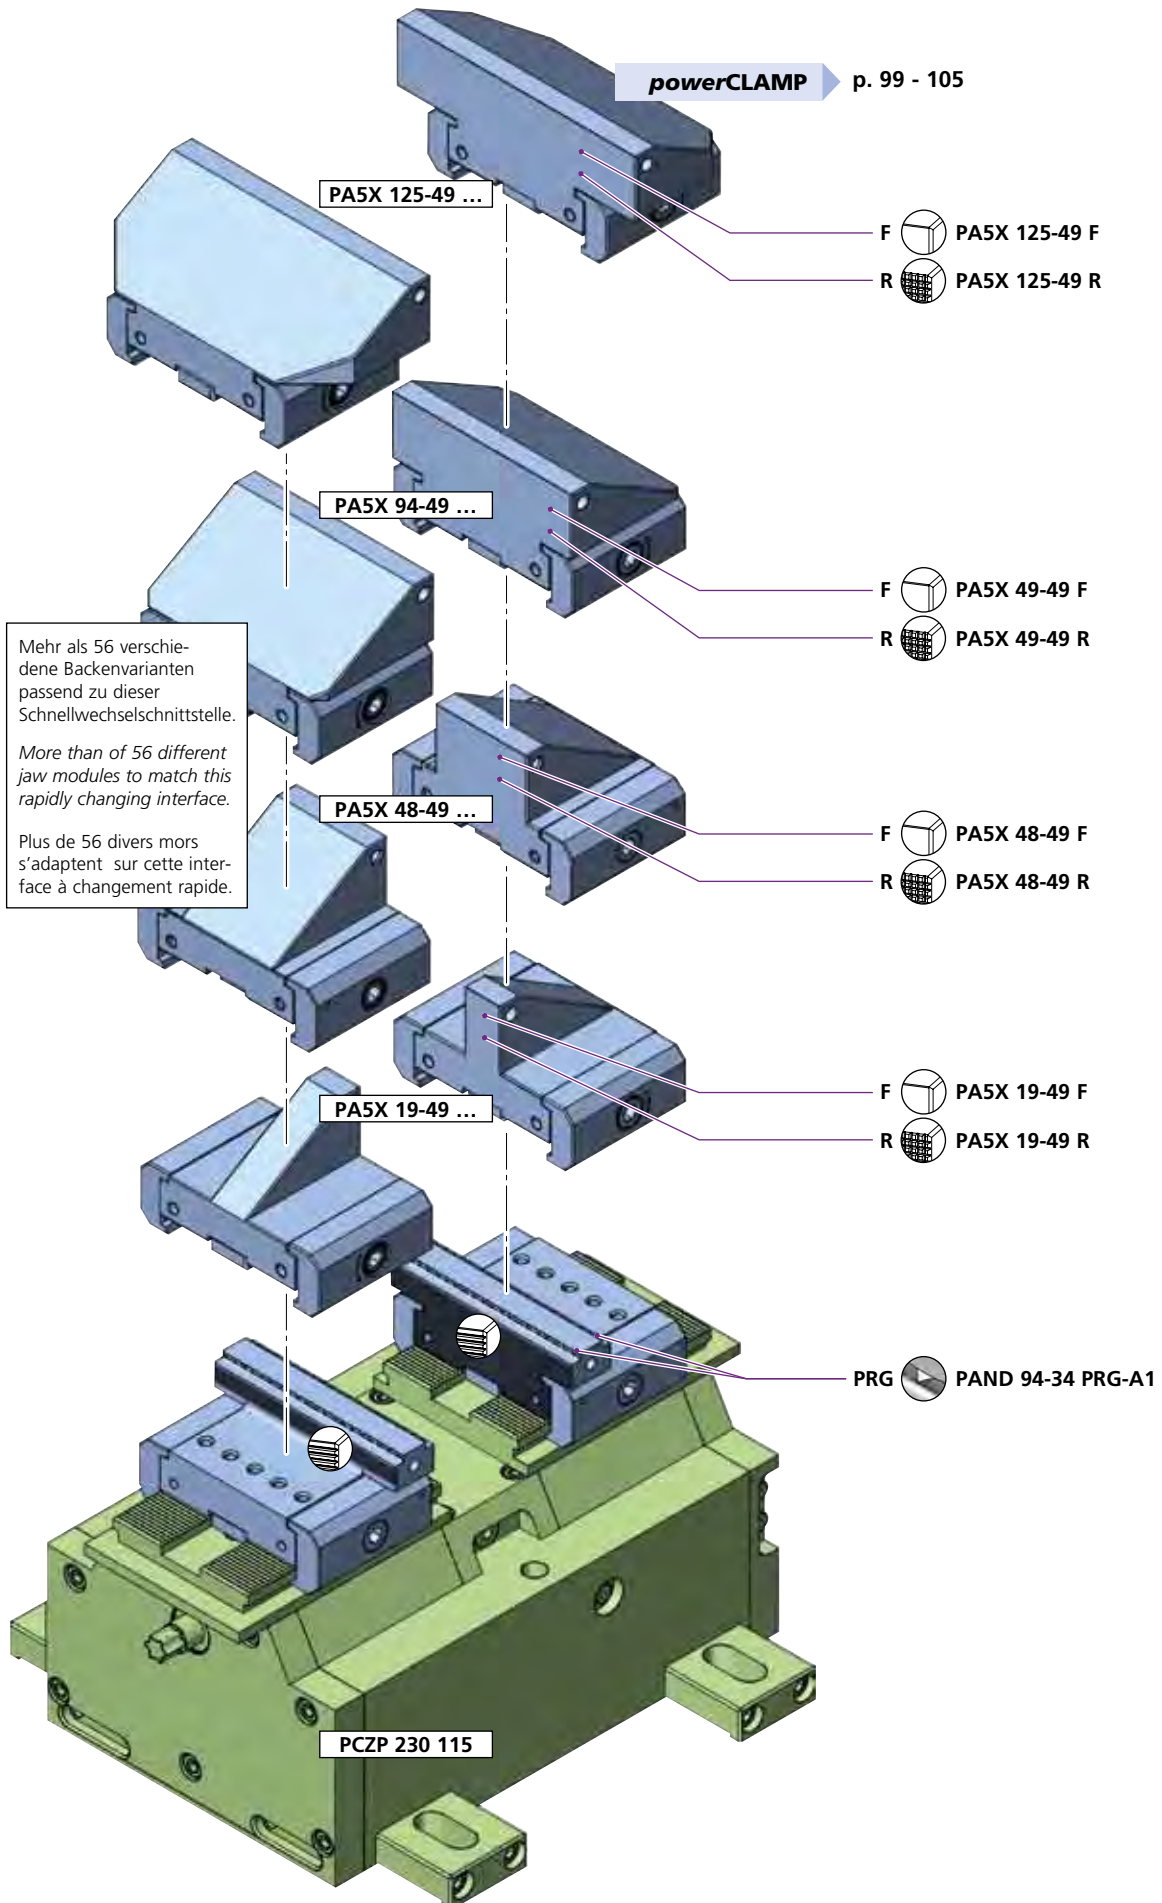 powerCLAMP p. 99 - 105
PA5X 125-49 ...
F PA5X 125-49 F
R PA5X 125-49 R
PA5X 94-49 ...
F PA5X 49-49 F
R PA5X 49-49 R
Mehr als 56 verschie-
dene Backenvarianten
passend zu dieser
Schnellwechselschnittstelle.
More than of 56 different
jaw modules to match this
rapidly changing interface.
Plus de 56 divers mors
s'adaptent sur cette inter-
face à changement rapide.
PA5X 48-49 ...
F PA5X 48-49 F
R PA5X 48-49 R
PA5X 19-49 ...
F PA5X 19-49 F
R PA5X 19-49 R
PRG PAND 94-34 PRG-A1
PCZP 230 115